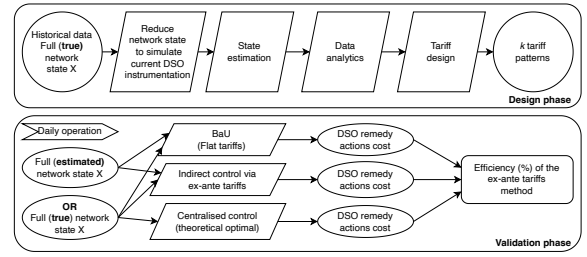 Historical data
Full (true)
network
state X
Reduce
network state
to simulate
current DSO
instrumentation
State
estimation
Data
analytics
Tariff
design
k tariff
patterns
Design phase
Daily operation
Full (estimated)
network state X
OR
Full (true) network
state X
BaU
(Flat tariffs)
Indirect control via
ex-ante tariffs
Centralised control
(theoretical optimal)
DSO remedy
actions cost
DSO remedy
actions cost
DSO remedy
actions cost
Efficiency (%) of the
ex-ante tariffs
method
Validation phase